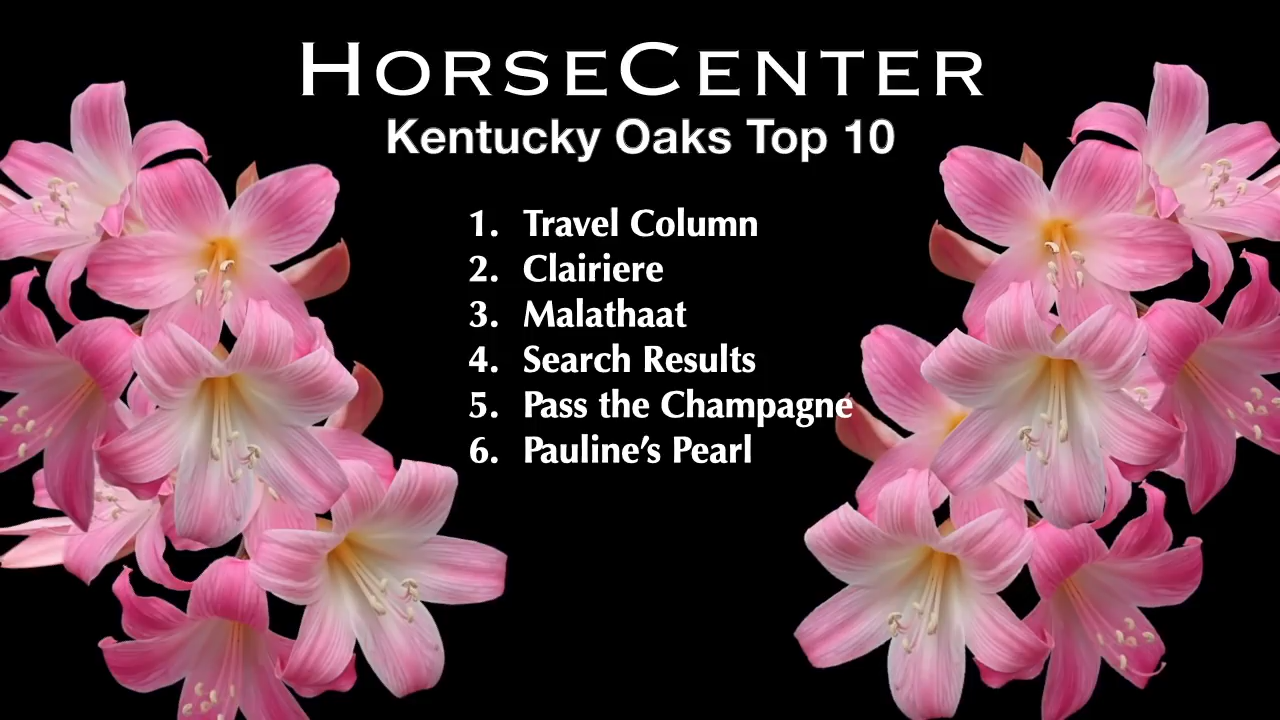 HORSECENTER
Kentucky Oaks Top 10
1. Travel Column
2. Clairiere
3. Malathaat
4. Search Results
5. Pass the Champagne
6. Pauline’s Pearl